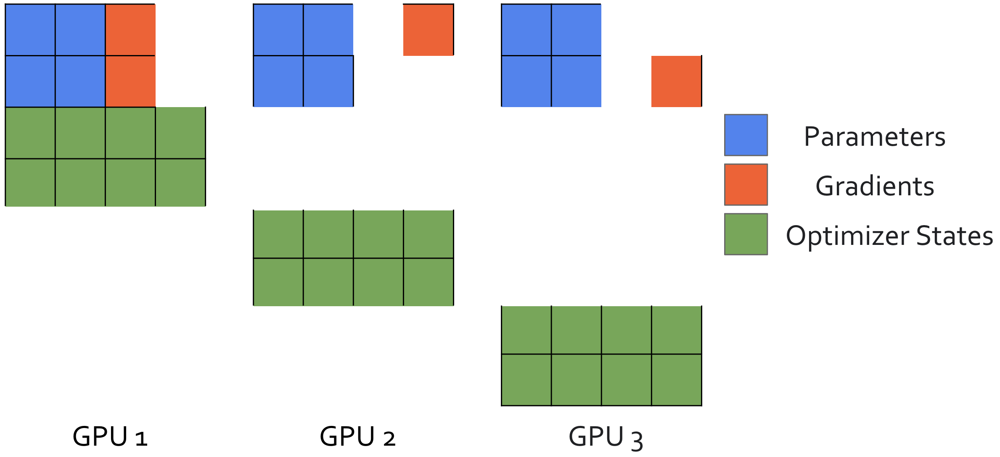 Parameters
Gradients
Optimizer States
GPU 1
GPU 2
GPU 3